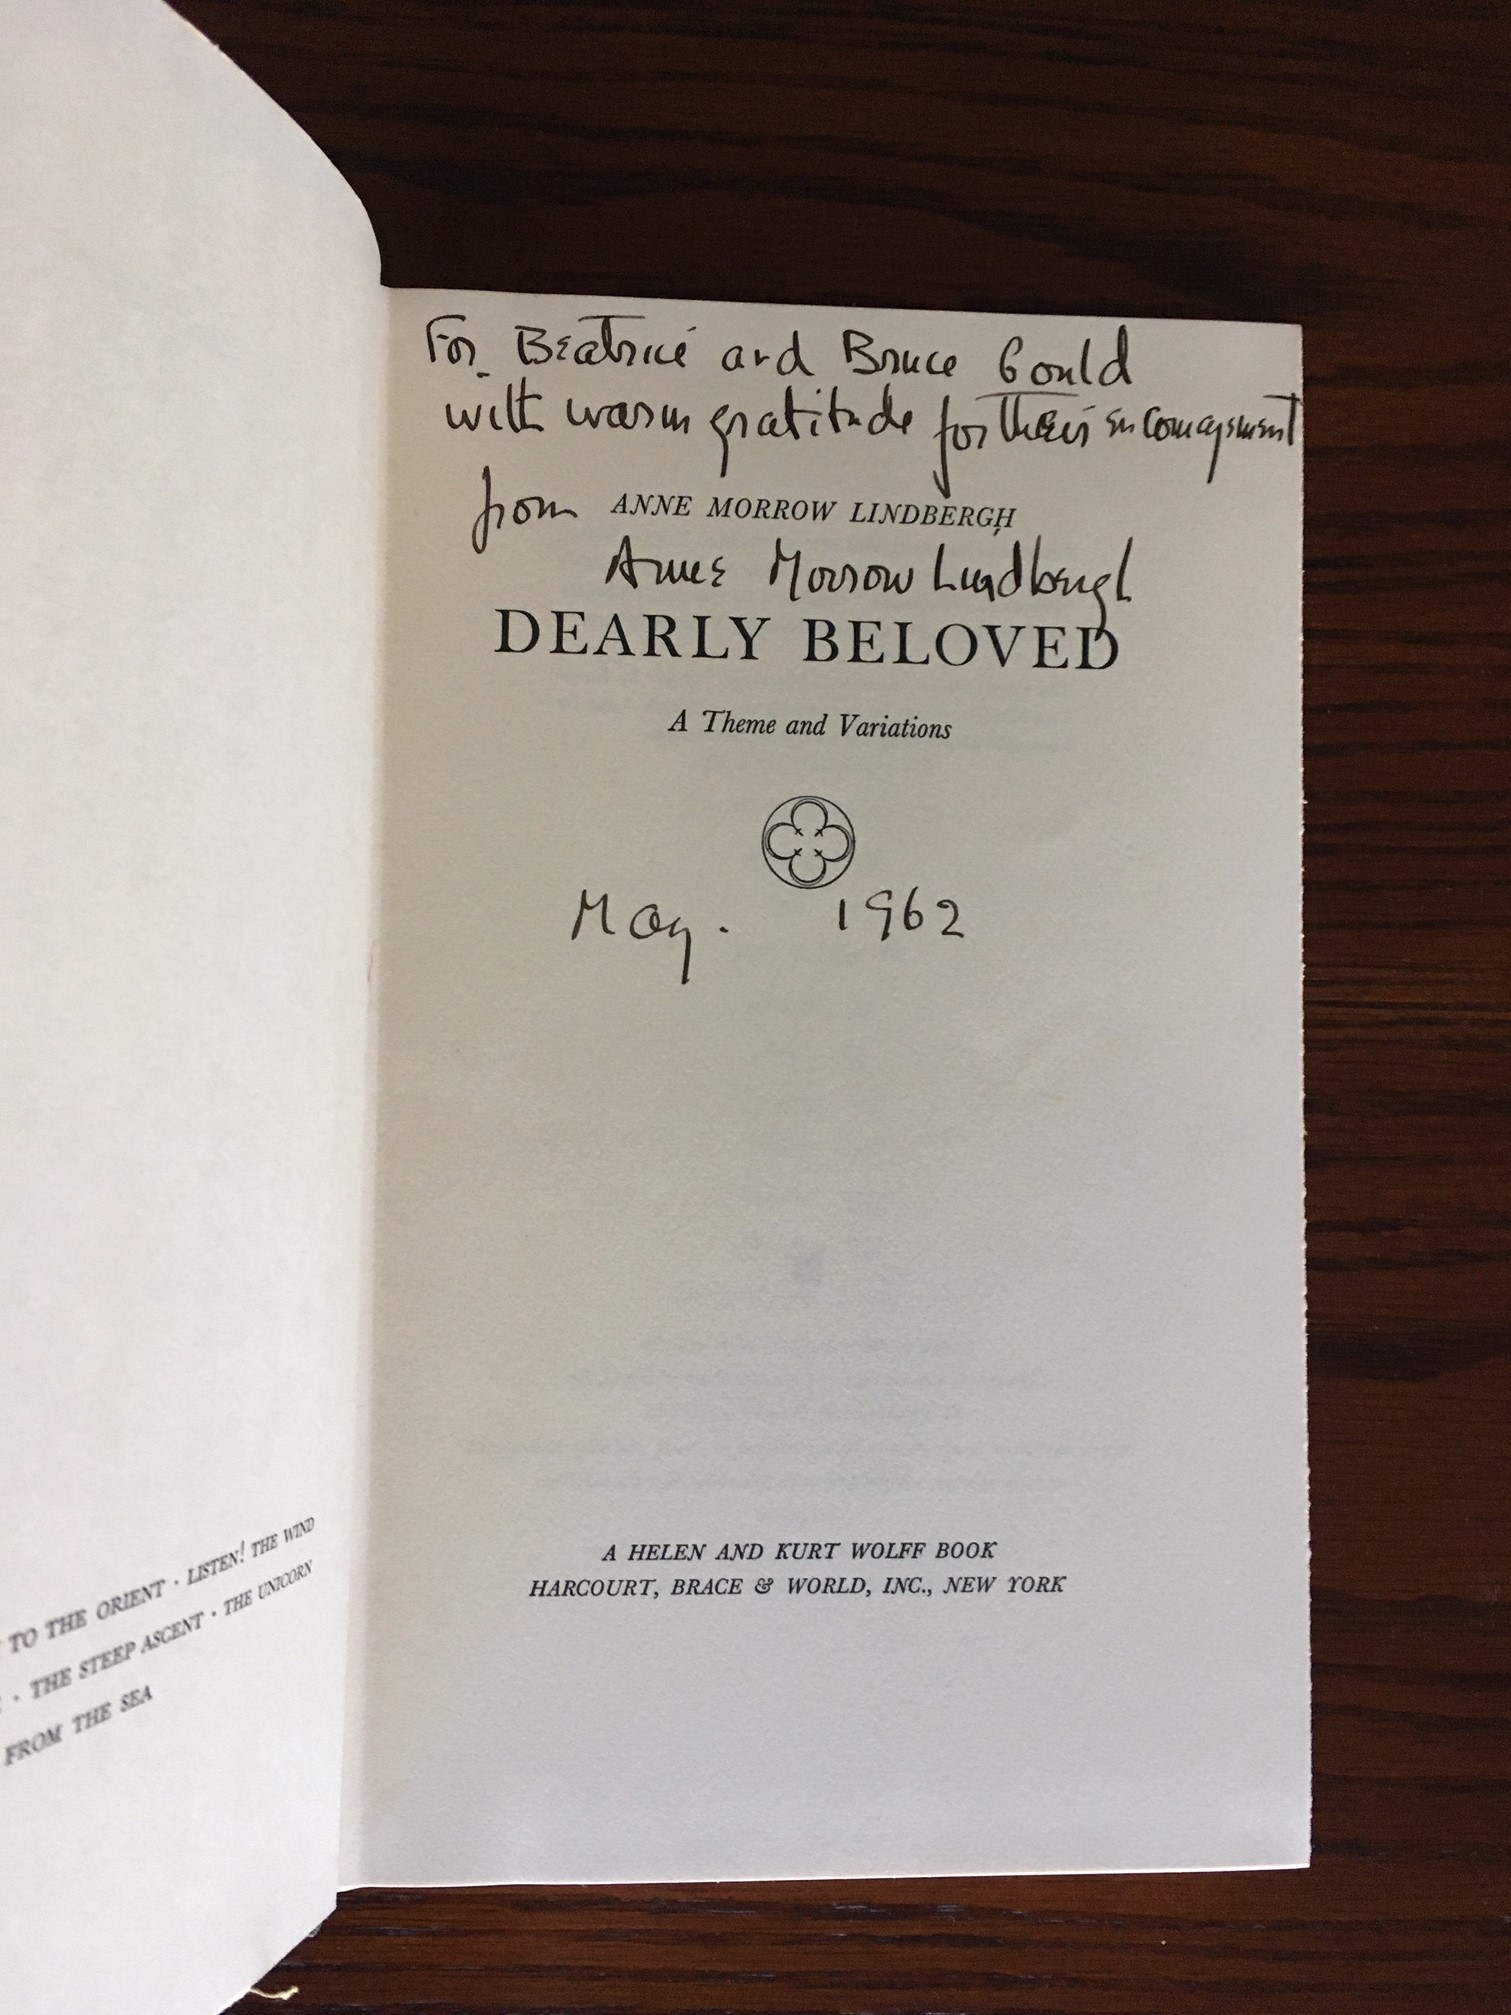 For Beatrice and Bruce Gould
with warm gratitude for their encouragement
from ANNE MORROW LINDBERGH
Anne Morrow Lindbergh
DEARLY BELOVED
A Theme and Variations
May. 1962
A HELEN AND KURT WOLFF BOOK
HARCOURT, BRACE & WORLD, INC., NEW YORK
TO THE ORIENT · LISTEN! THE WIND
· THE STEEP ASCENT · THE UNICORN
FROM THE SEA